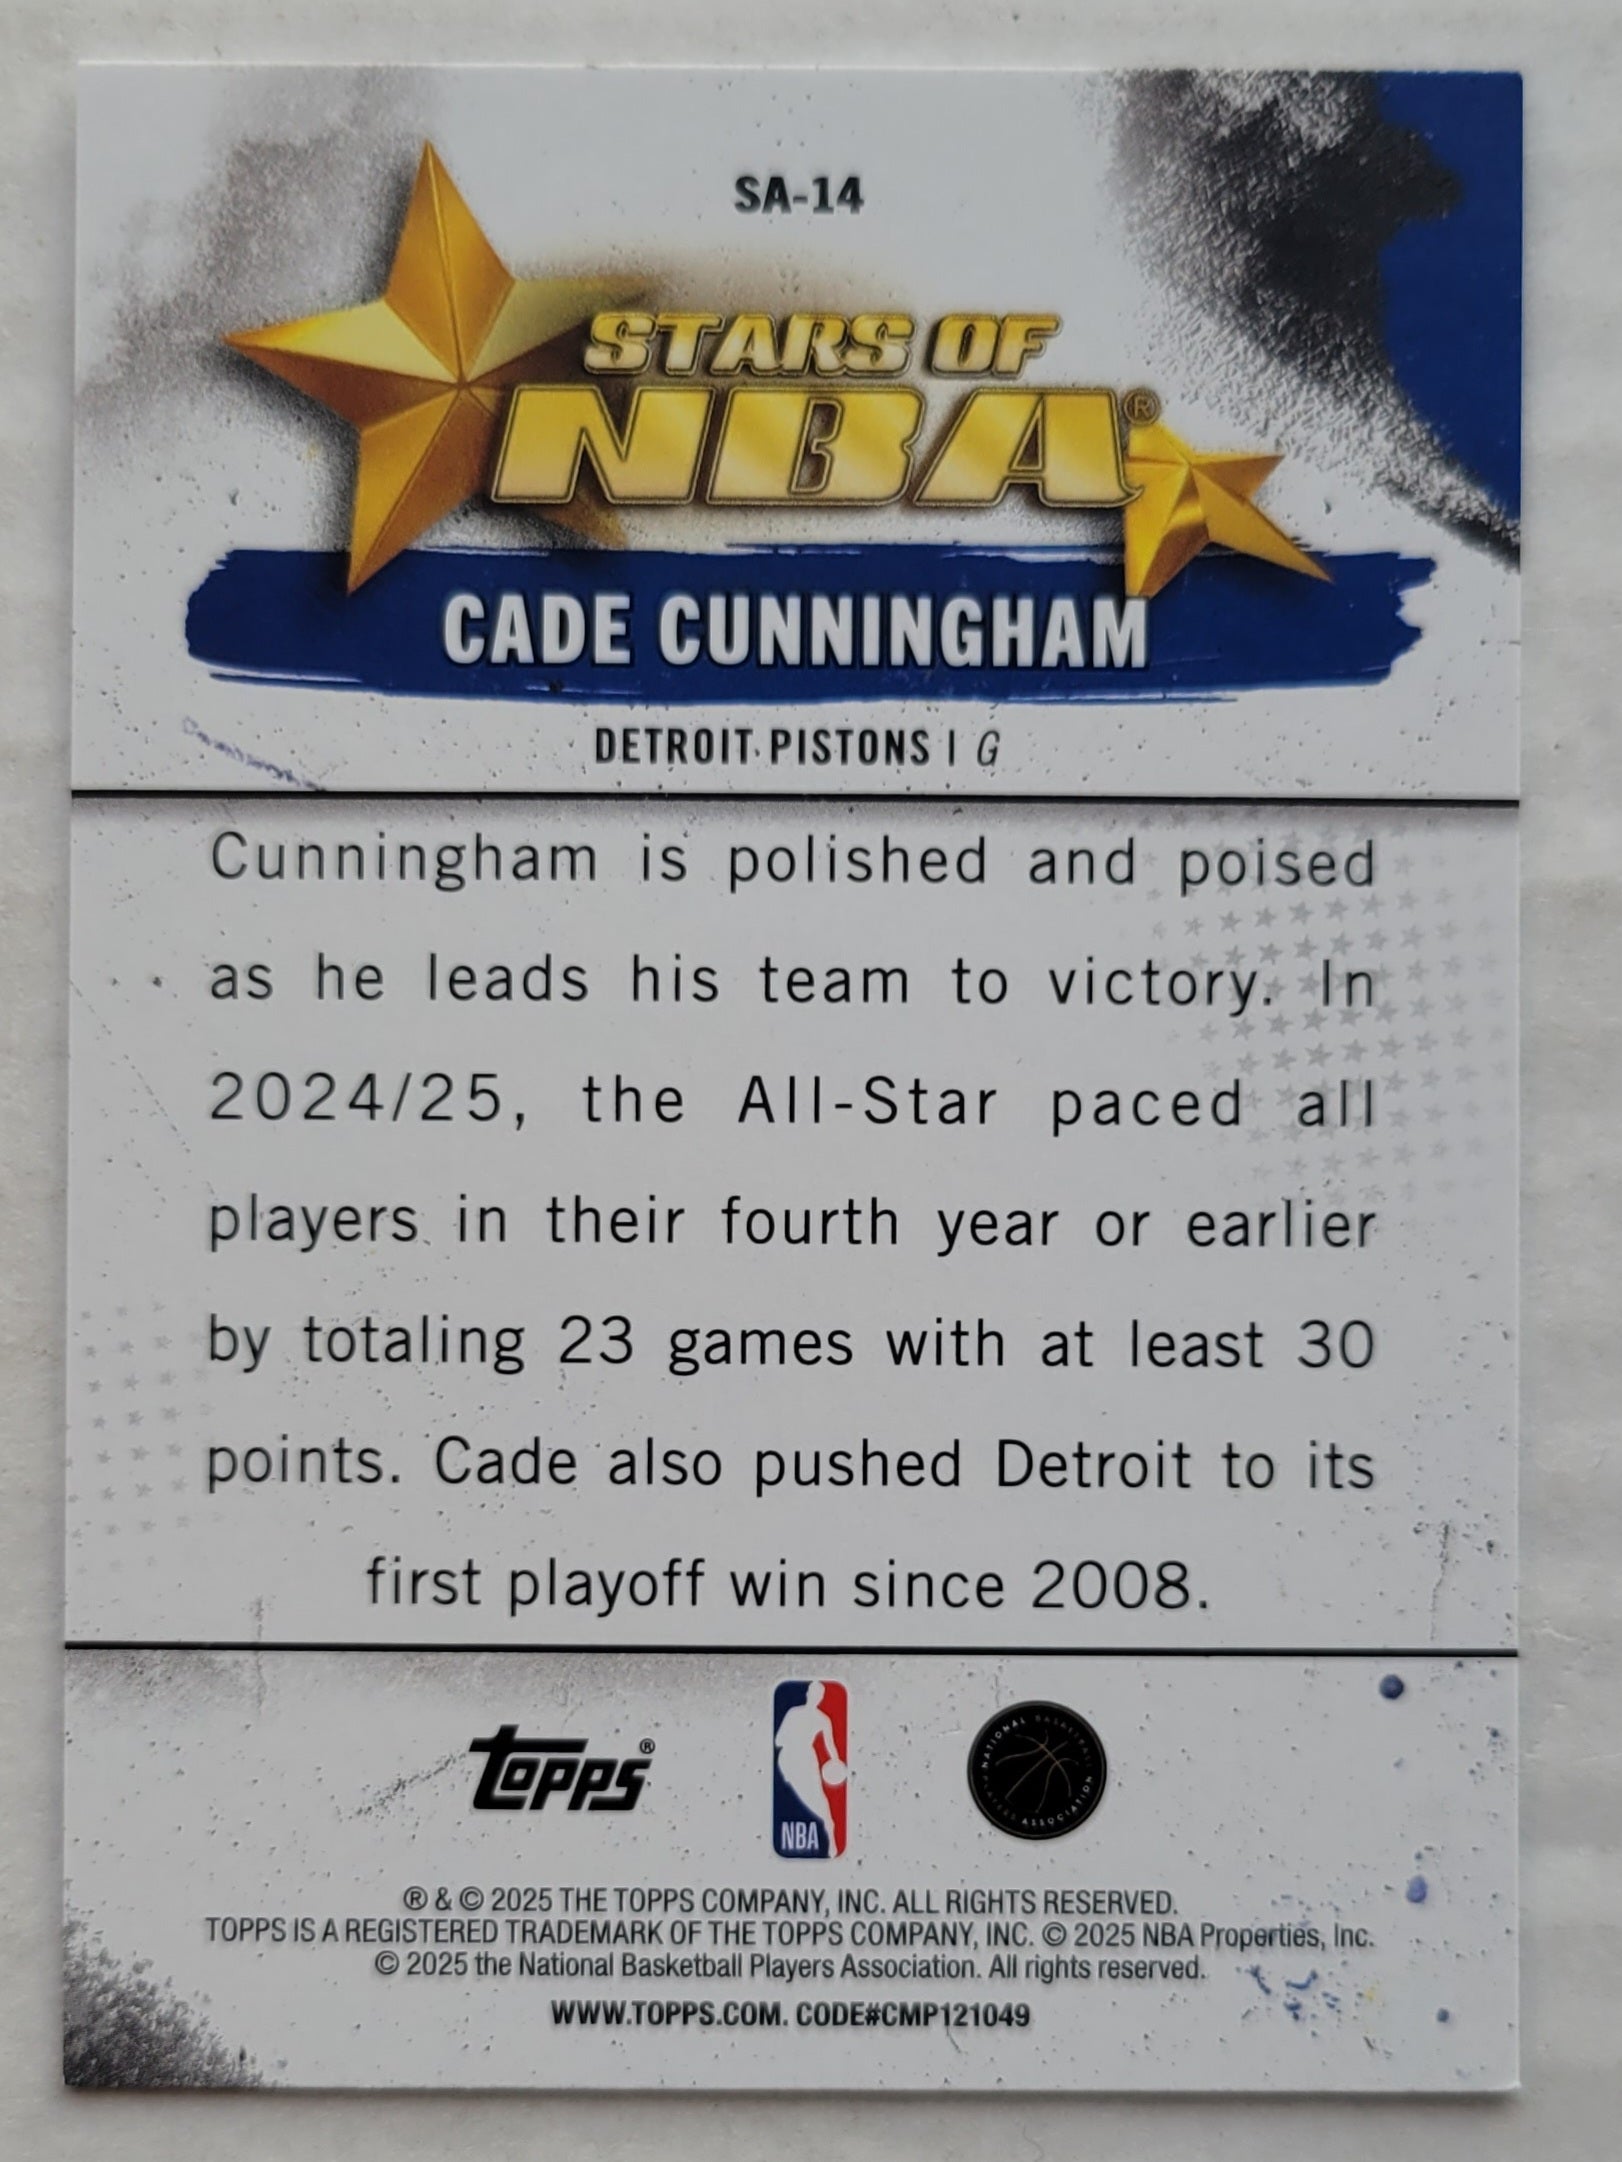 SA-14
STARS OF
NBA®
CADE CUNNINGHAM
DETROIT PISTONS | G
Cunningham is polished and poised
as he leads his team to victory. In
2024/25, the All-Star paced all
players in their fourth year or earlier
by totaling 23 games with at least 30
points. Cade also pushed Detroit to its
first playoff win since 2008.
topps®
NBA
NATIONAL BASKETBALL PLAYERS ASSOCIATION
® & © 2025 THE TOPPS COMPANY, INC. ALL RIGHTS RESERVED.
TOPPS IS A REGISTERED TRADEMARK OF THE TOPPS COMPANY, INC. © 2025 NBA Properties, Inc.
© 2025 the National Basketball Players Association. All rights reserved.
WWW.TOPPS.COM. CODE#CMP121049